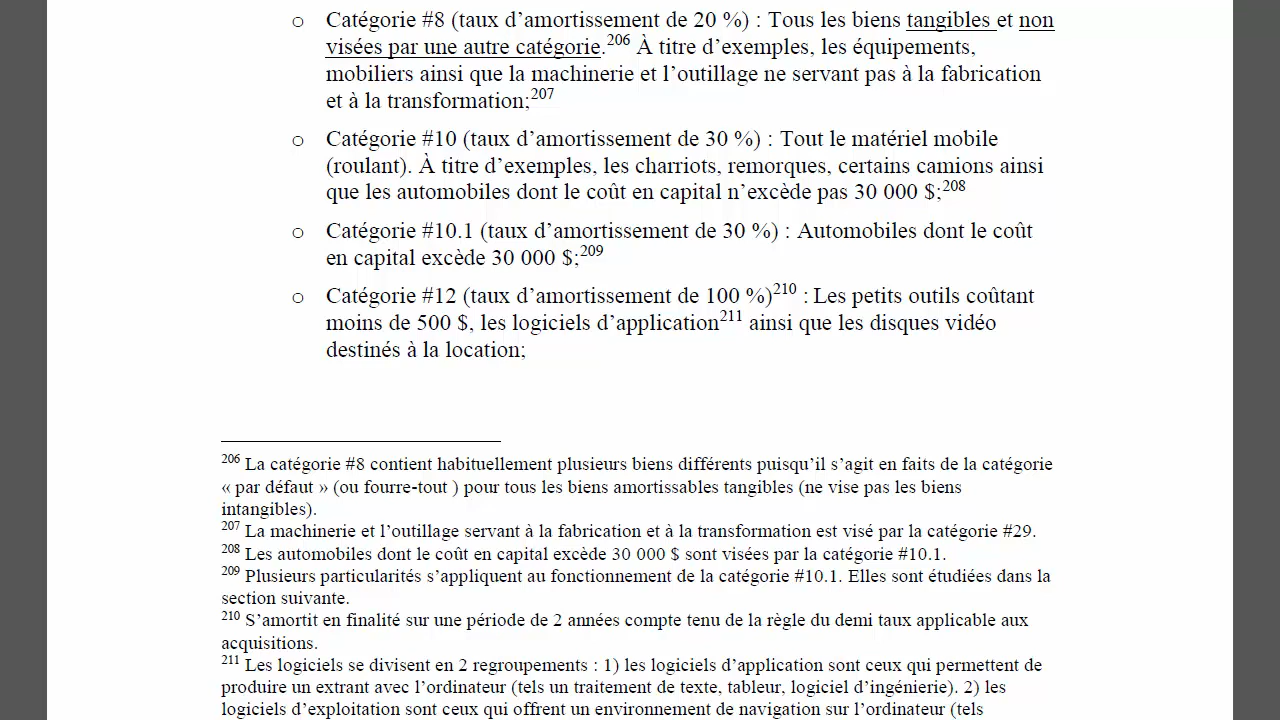 o Catégorie #8 (taux d’amortissement de 20 %) : Tous les biens tangibles et non
visées par une autre catégorie.206 À titre d’exemples, les équipements,
mobiliers ainsi que la machinerie et l’outillage ne servant pas à la fabrication
et à la transformation;207
o Catégorie #10 (taux d’amortissement de 30 %) : Tout le matériel mobile
(roulant). À titre d’exemples, les charriots, remorques, certains camions ainsi
que les automobiles dont le coût en capital n’excède pas 30 000 $;208
o Catégorie #10.1 (taux d’amortissement de 30 %) : Automobiles dont le coût
en capital excède 30 000 $;209
o Catégorie #12 (taux d’amortissement de 100 %)210 : Les petits outils coûtant
moins de 500 $, les logiciels d’application211 ainsi que les disques vidéo
destinés à la location;
206 La catégorie #8 contient habituellement plusieurs biens différents puisqu’il s’agit en faits de la catégorie
« par défaut » (ou fourre-tout ) pour tous les biens amortissables tangibles (ne vise pas les biens
intangibles).
207 La machinerie et l’outillage servant à la fabrication et à la transformation est visé par la catégorie #29.
208 Les automobiles dont le coût en capital excède 30 000 $ sont visées par la catégorie #10.1.
209 Plusieurs particularités s’appliquent au fonctionnement de la catégorie #10.1. Elles sont étudiées dans la
section suivante.
210 S’amortit en finalité sur une période de 2 années compte tenu de la règle du demi taux applicable aux
acquisitions.
211 Les logiciels se divisent en 2 regroupements : 1) les logiciels d’application sont ceux qui permettent de
produire un extrant avec l’ordinateur (tels un traitement de texte, tableur, logiciel d’ingénierie). 2) les
logiciels d’exploitation sont ceux qui offrent un environnement de navigation sur l’ordinateur (tels